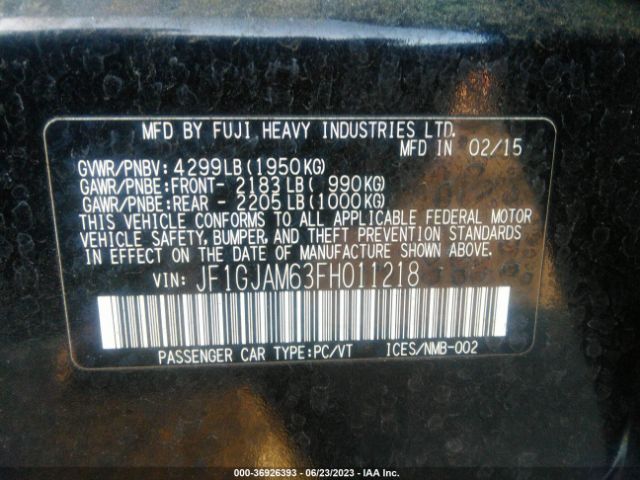 MFD BY FUJI HEAVY INDUSTRIES LTD.
MFD IN 02/15
GVWR/PNBV: 4299LB(1950KG)
GAWR/PNBE:FRONT- 2183LB( 990KG)
GAWR/PNBE:REAR - 2205LB(1000KG)
THIS VEHICLE CONFORMS TO ALL APPLICABLE FEDERAL MOTOR
VEHICLE SAFETY, BUMPER, AND THEFT PREVENTION STANDARDS
IN EFFECT ON THE DATE OF MANUFACTURE SHOWN ABOVE.
VIN: JF1GJAM63FH011218
PASSENGER CAR TYPE:PC/VT ICES/NMB-002
000-36926393 - 06/23/2023 - IAA Inc.